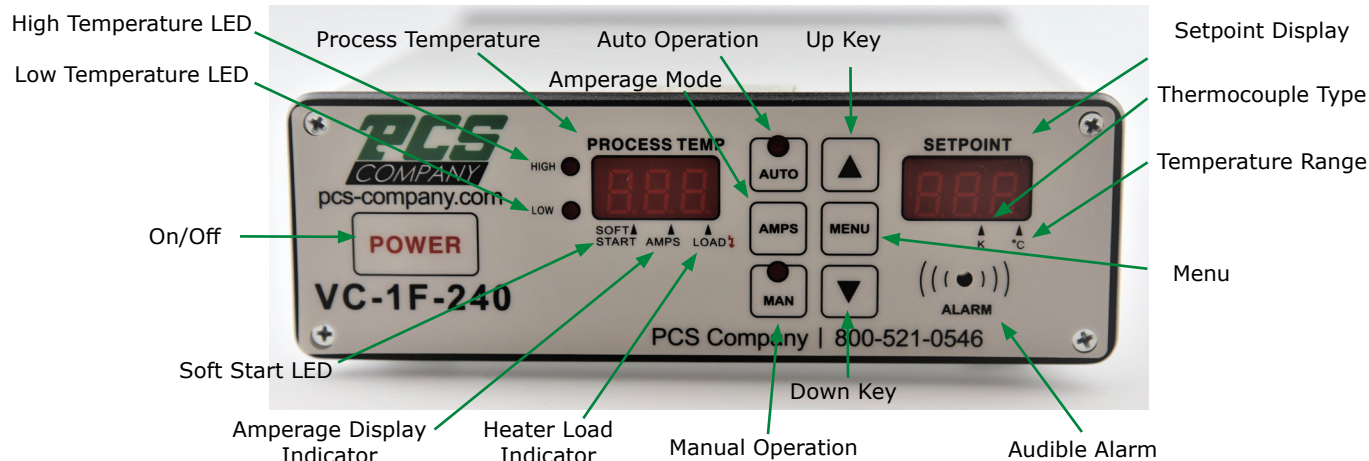 High Temperature LED
Process Temperature
Auto Operation
Up Key
Setpoint Display
Low Temperature LED
Amperage Mode
Thermocouple Type
PCS
COMPANY
pcs-company.com
HIGH
LOW
PROCESS TEMP
SOFT START
AMPS
LOAD
AUTO
AMPS
MENU
MAN
SETPOINT
K
°C
Temperature Range
On/Off
POWER
Menu
VC-1F-240
ALARM
PCS Company | 800-521-0546
Soft Start LED
Down Key
Amperage Display
Indicator
Heater Load
Indicator
Manual Operation
Audible Alarm